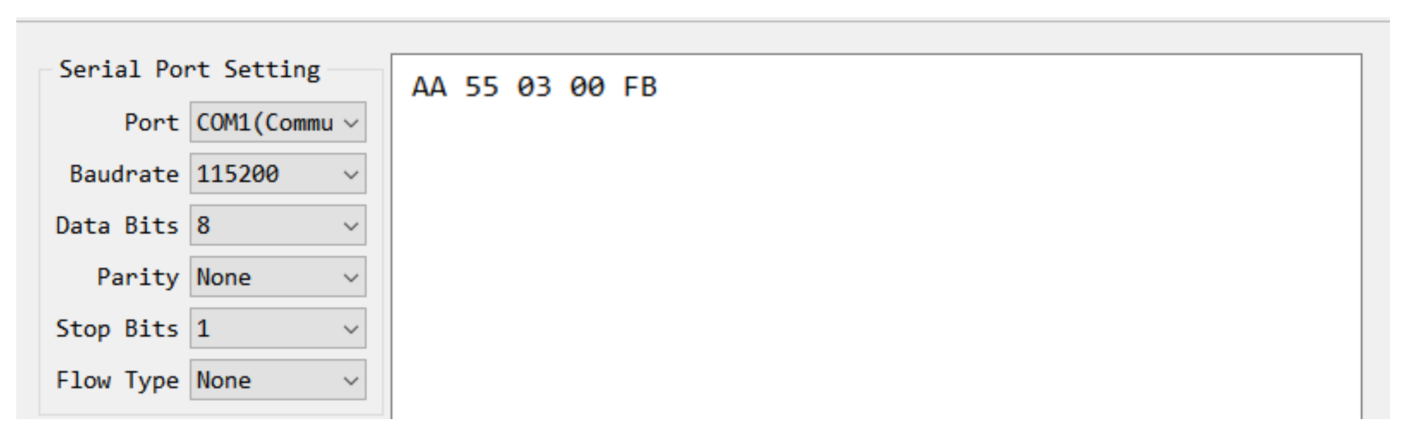 Serial Port Setting
Port COM1(Commu
Baudrate 115200
Data Bits 8
Parity None
Stop Bits 1
Flow Type None
AA 55 03 00 FB